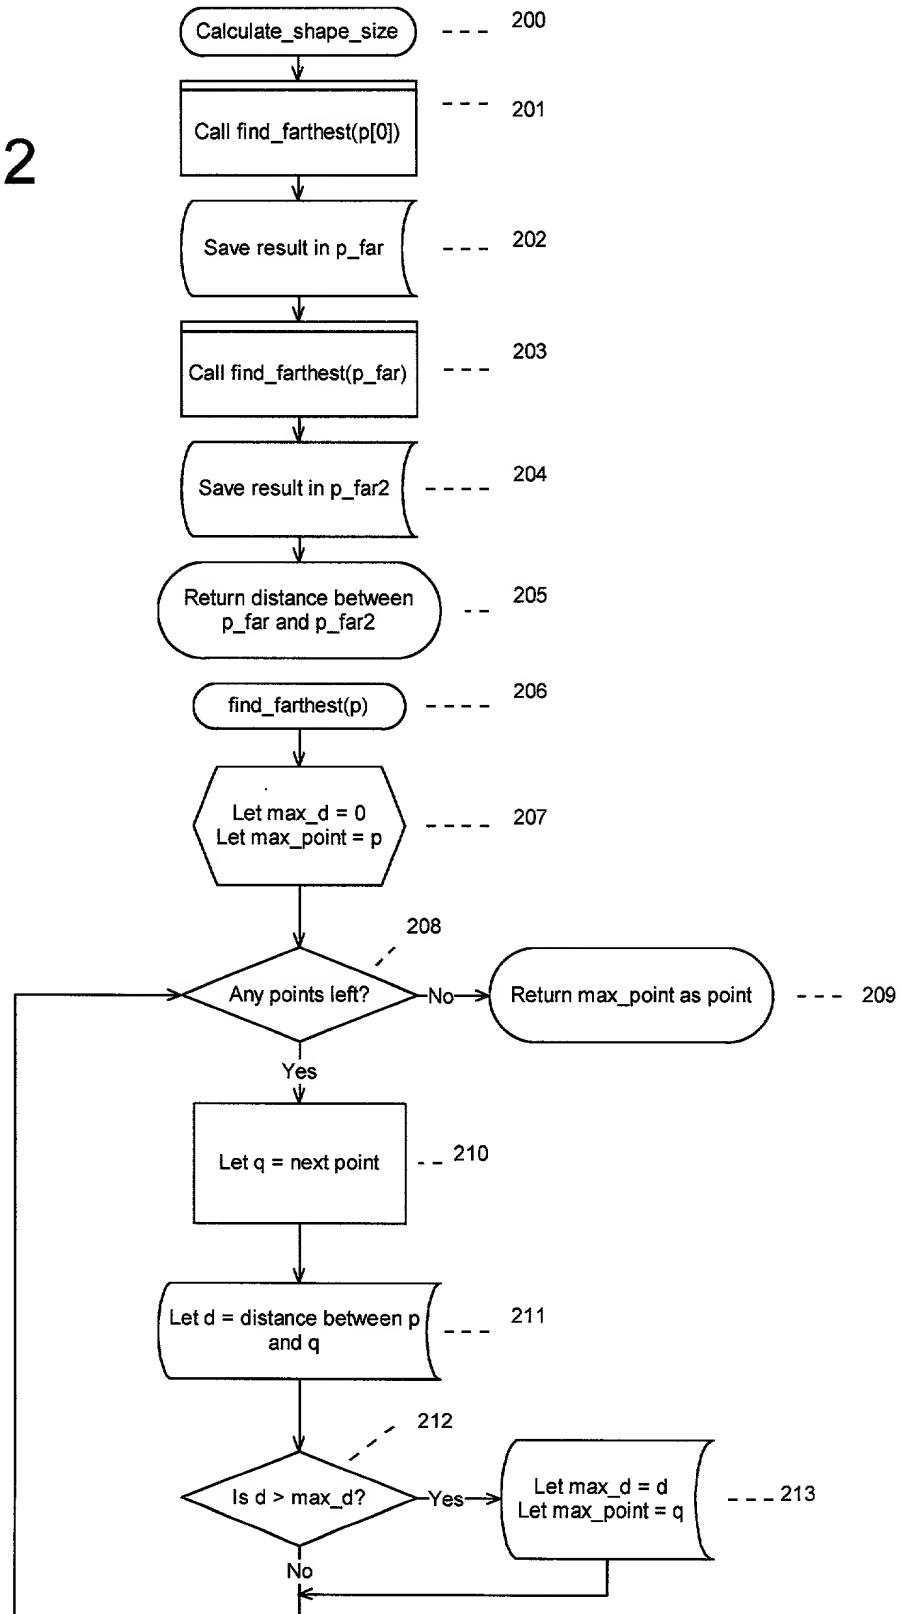 2
Calculate_shape_size
200
Call find_farthest(p[0])
201
Save result in p_far
202
Call find_farthest(p_far)
203
Save result in p_far2
204
Return distance between
p_far and p_far2
205
find_farthest(p)
206
Let max_d = 0
Let max_point = p
207
208
Any points left?
No
Return max_point as point
209
Yes
Let q = next point
210
Let d = distance between p
and q
211
212
Is d > max_d?
Yes
Let max_d = d
Let max_point = q
213
No